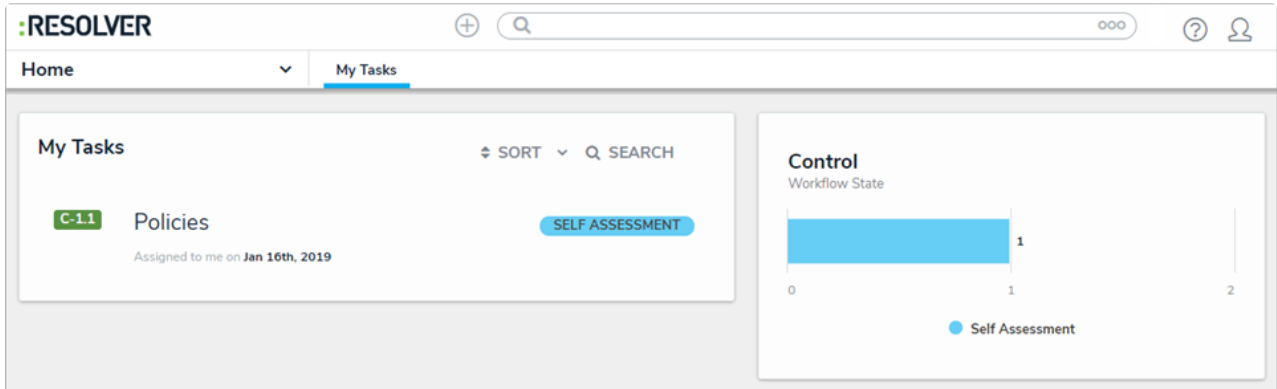 :RESOLVER
Home
My Tasks
My Tasks
SORT
SEARCH
C-1.1
Policies
SELF ASSESSMENT
Assigned to me on Jan 16th, 2019
Control
Workflow State
1
0 1 2
Self Assessment